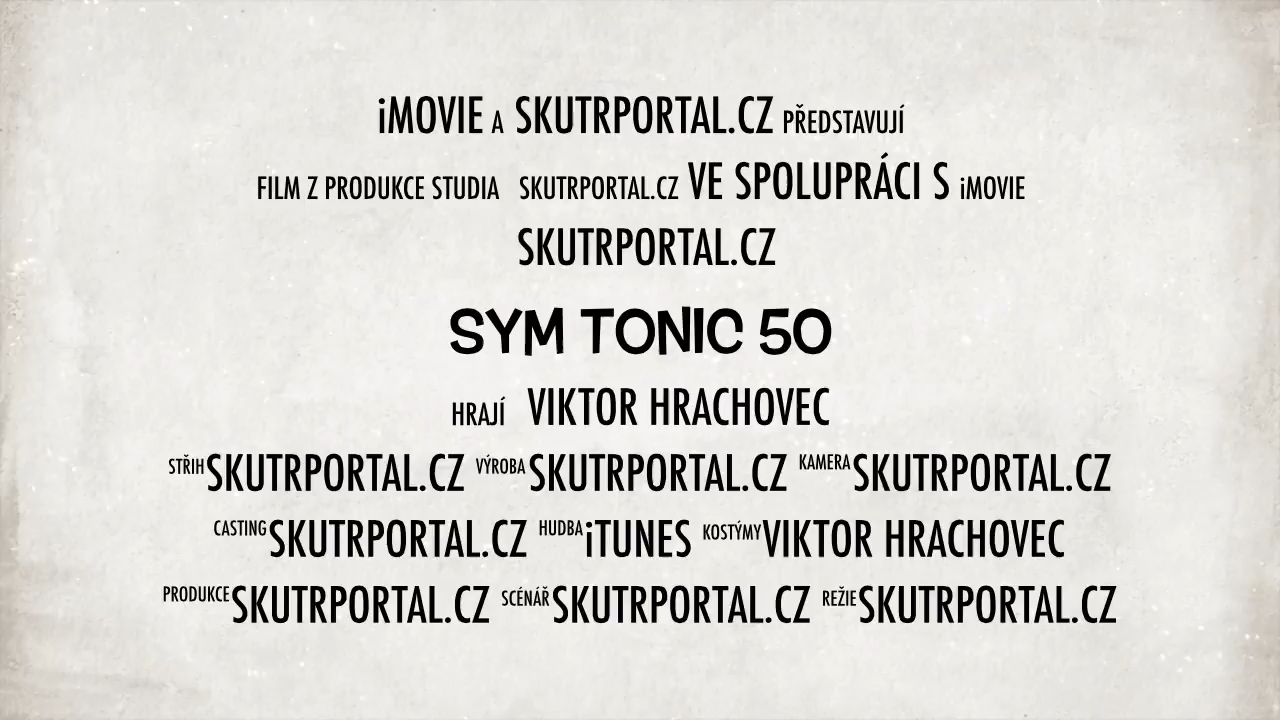 iMOVIE A SKUTRPORTAL.CZ PŘEDSTAVUJÍ
FILM Z PRODUKCE STUDIA SKUTRPORTAL.CZ VE SPOLUPRÁCI S iMOVIE
SKUTRPORTAL.CZ
SYM TONIC 50
HRAJÍ VIKTOR HRACHOVEC
STŘIH SKUTRPORTAL.CZ VÝROBA SKUTRPORTAL.CZ KAMERA SKUTRPORTAL.CZ
CASTING SKUTRPORTAL.CZ HUDBA iTUNES KOSTÝMY VIKTOR HRACHOVEC
PRODUKCE SKUTRPORTAL.CZ SCÉNÁŘ SKUTRPORTAL.CZ REŽIE SKUTRPORTAL.CZ